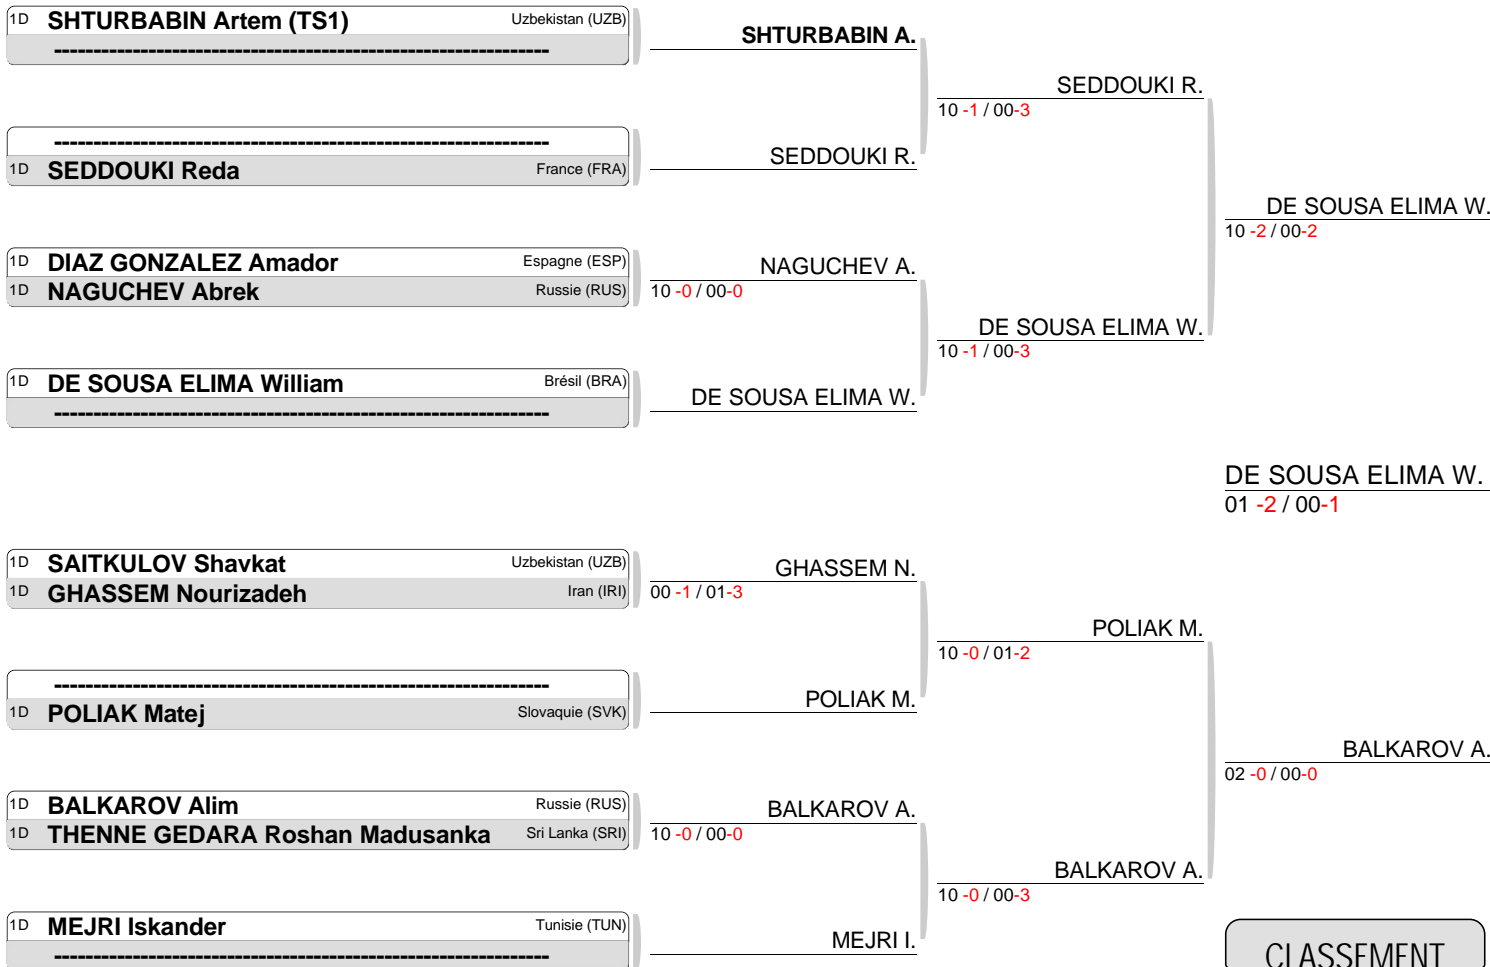 1D SHTURBABIN Artem (TS1) Uzbekistan (UZB)
----------------------------------------------------------------
SHTURBABIN A.
SEDDOUKI R.
10 -1 / 00-3
----------------------------------------------------------------
1D SEDDOUKI Reda France (FRA)
SEDDOUKI R.
DE SOUSA ELIMA W.
10 -2 / 00-2
1D DIAZ GONZALEZ Amador Espagne (ESP)
1D NAGUCHEV Abrek Russie (RUS)
NAGUCHEV A.
10 -0 / 00-0
DE SOUSA ELIMA W.
10 -1 / 00-3
1D DE SOUSA ELIMA William Brésil (BRA)
----------------------------------------------------------------
DE SOUSA ELIMA W.
DE SOUSA ELIMA W.
01 -2 / 00-1
1D SAITKULOV Shavkat Uzbekistan (UZB)
1D GHASSEM Nourizadeh Iran (IRI)
GHASSEM N.
00 -1 / 01-3
POLIAK M.
10 -0 / 01-2
----------------------------------------------------------------
1D POLIAK Matej Slovaquie (SVK)
POLIAK M.
BALKAROV A.
02 -0 / 00-0
1D BALKAROV Alim Russie (RUS)
1D THENNE GEDARA Roshan Madusanka Sri Lanka (SRI)
BALKAROV A.
10 -0 / 00-0
BALKAROV A.
10 -0 / 00-3
1D MEJRI Iskander Tunisie (TUN)
----------------------------------------------------------------
MEJRI I.
CLASSEMENT